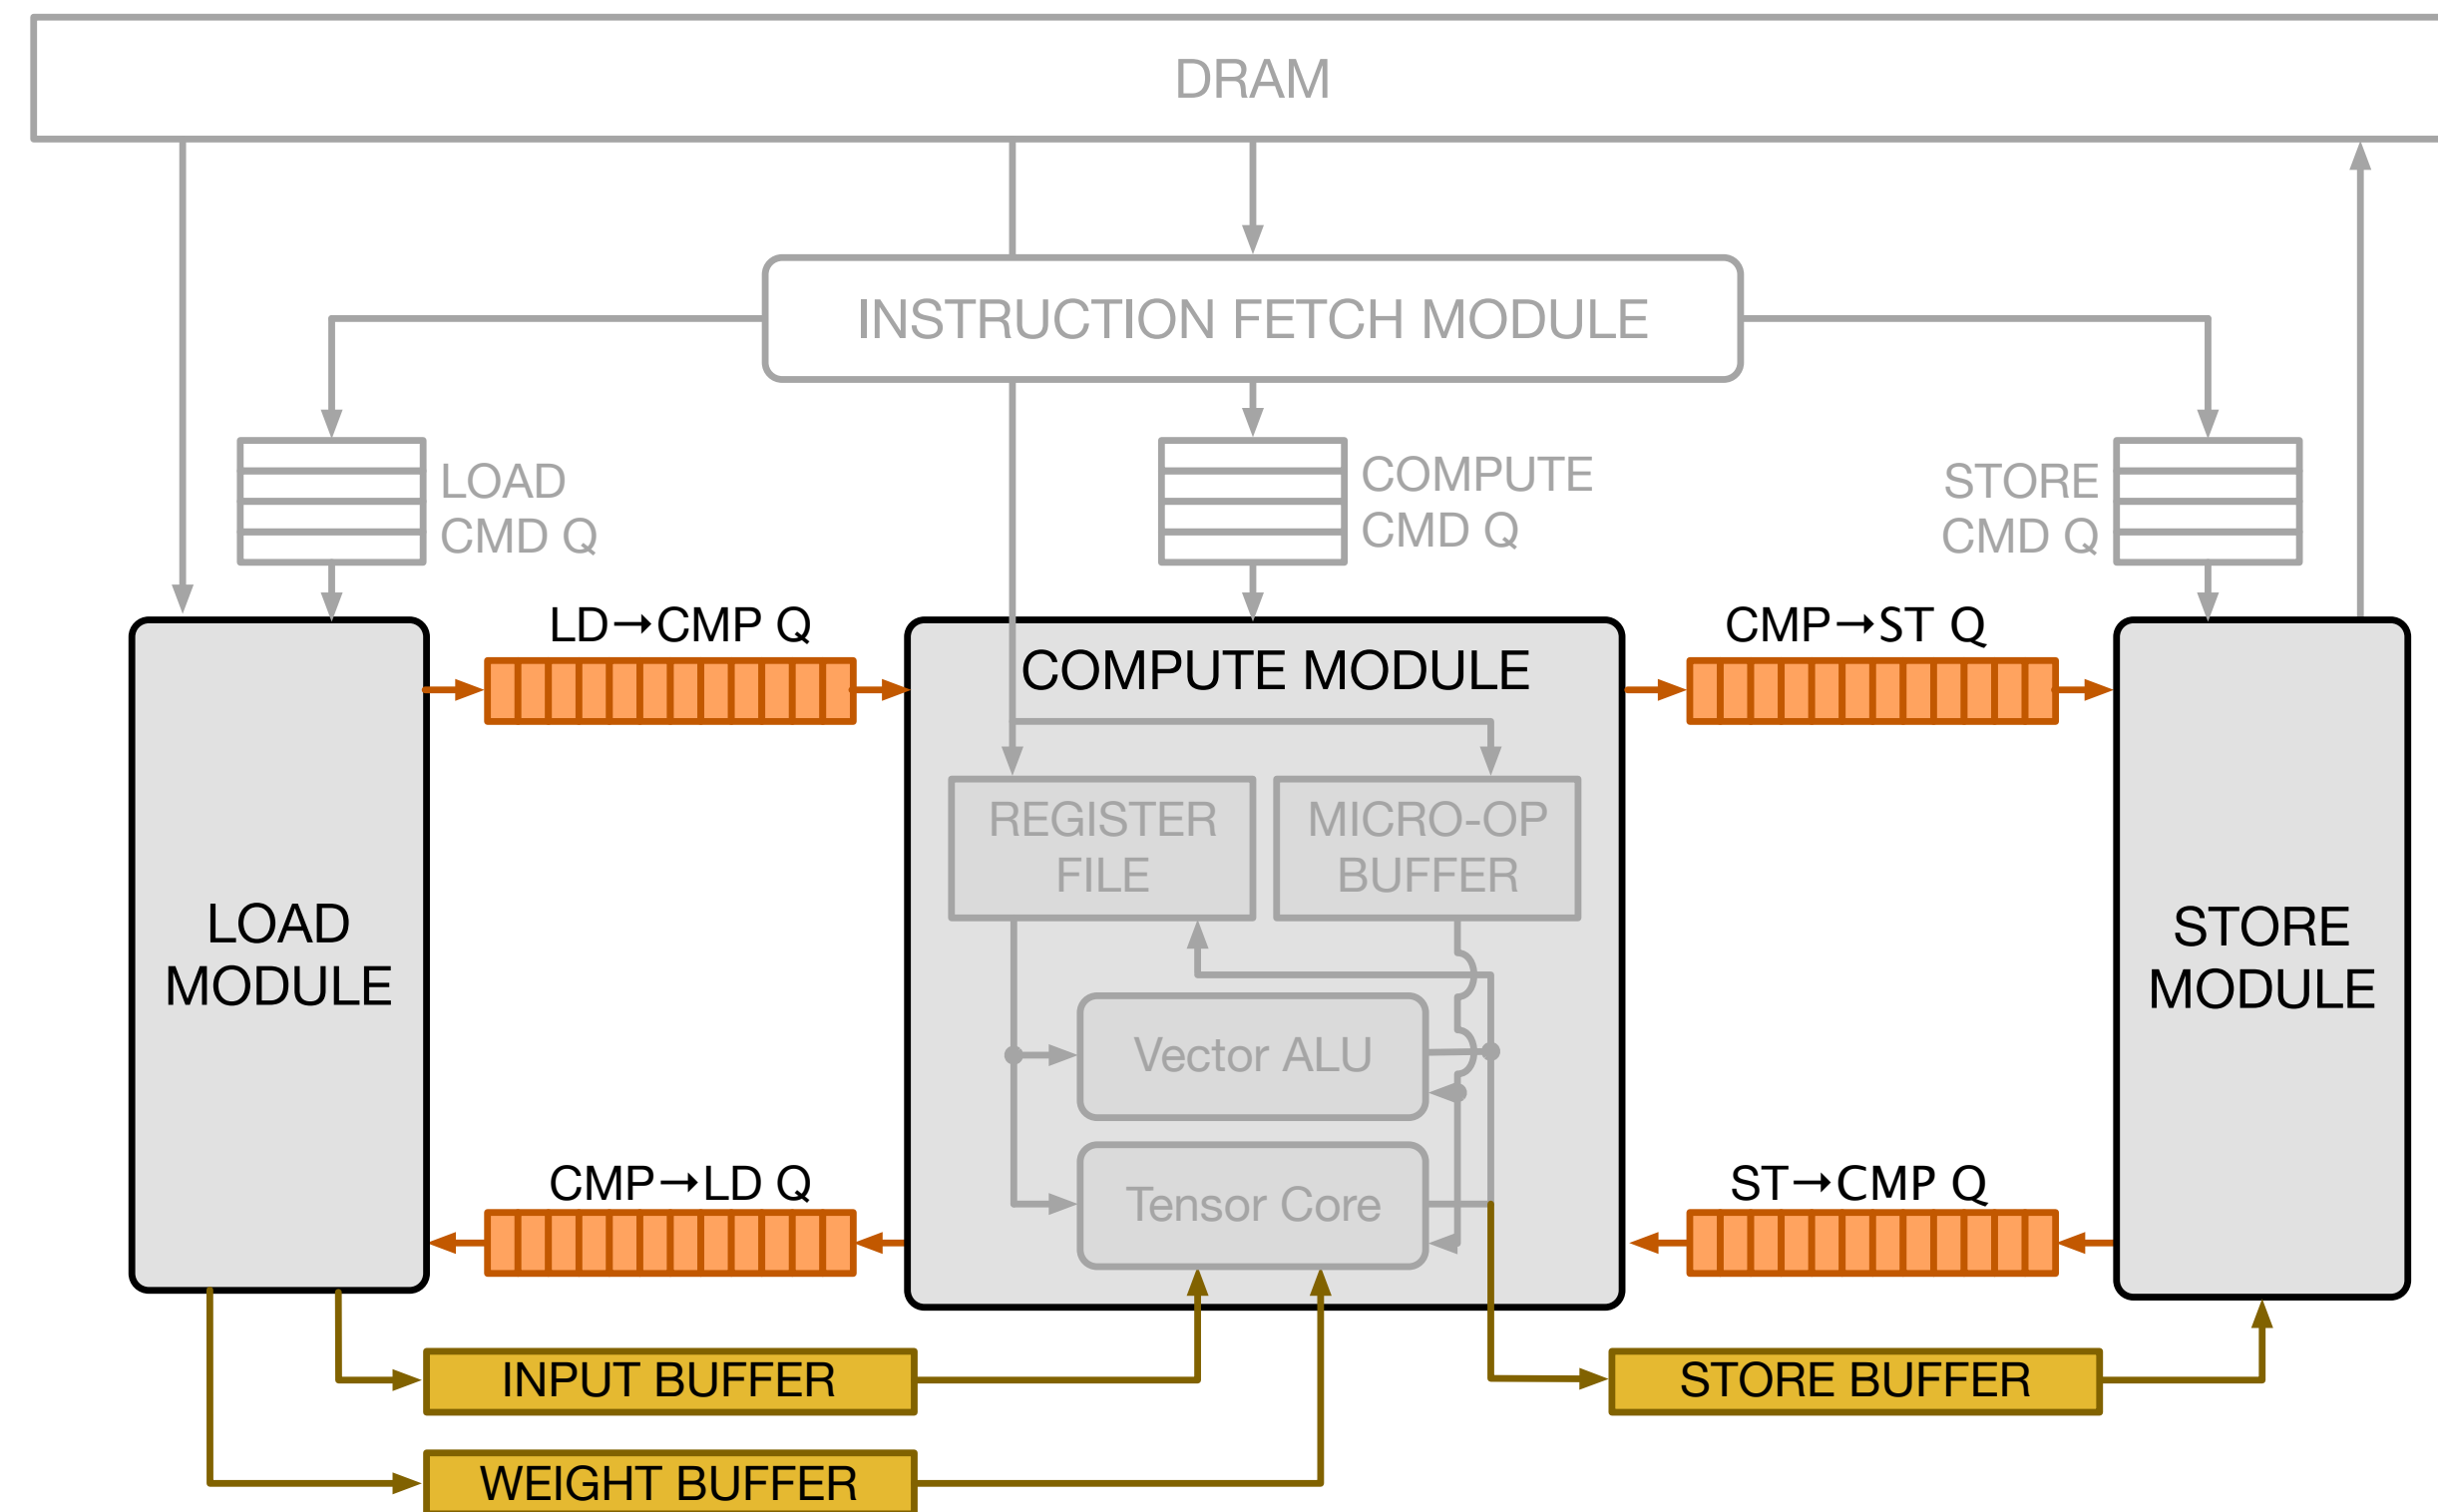 DRAM
INSTRUCTION FETCH MODULE
LOAD
CMD Q
COMPUTE
CMD Q
STORE
CMD Q
LD→CMP Q
CMP→ST Q
COMPUTE MODULE
REGISTER
FILE
MICRO-OP
BUFFER
LOAD
MODULE
STORE
MODULE
Vector ALU
CMP→LD Q
Tensor Core
ST→CMP Q
INPUT BUFFER
STORE BUFFER
WEIGHT BUFFER